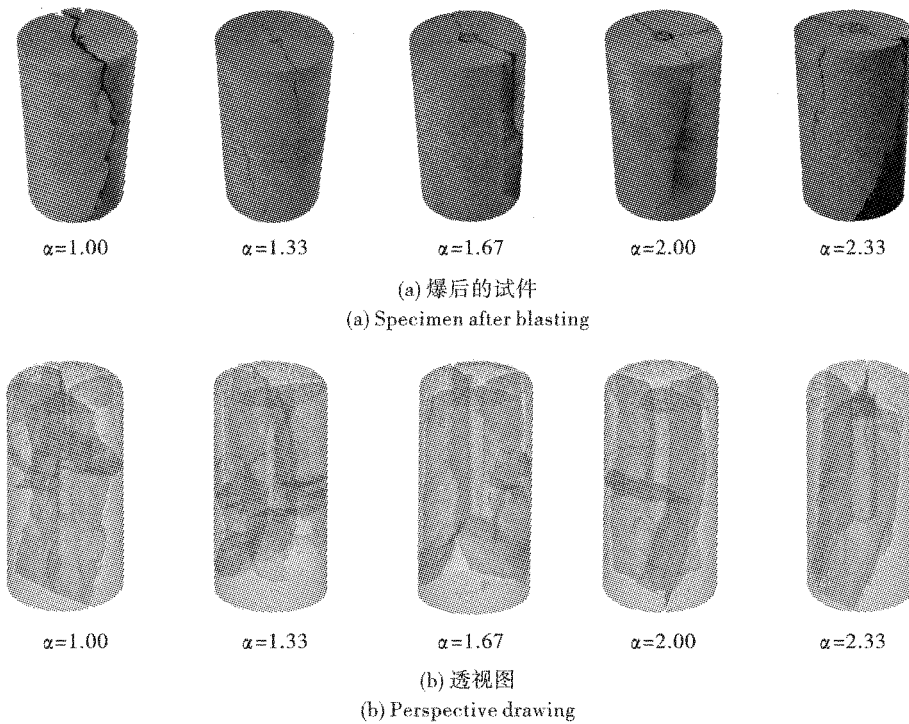 α=1.00 α=1.33 α=1.67 α=2.00 α=2.33
(a) 爆后的试件
(a) Specimen after blasting
α=1.00 α=1.33 α=1.67 α=2.00 α=2.33
(b) 透视图
(b) Perspective drawing